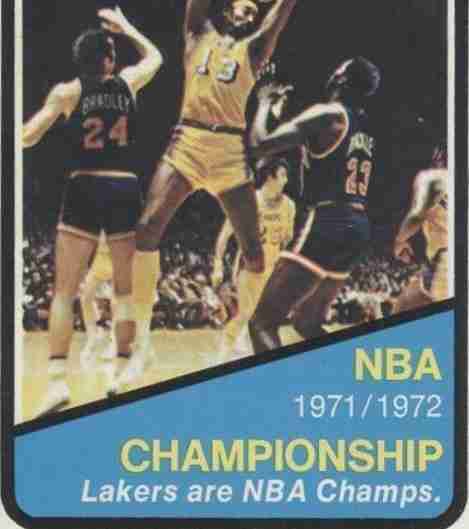 13
BRADLEY
24
23
NBA
1971/1972
CHAMPIONSHIP
Lakers are NBA Champs.